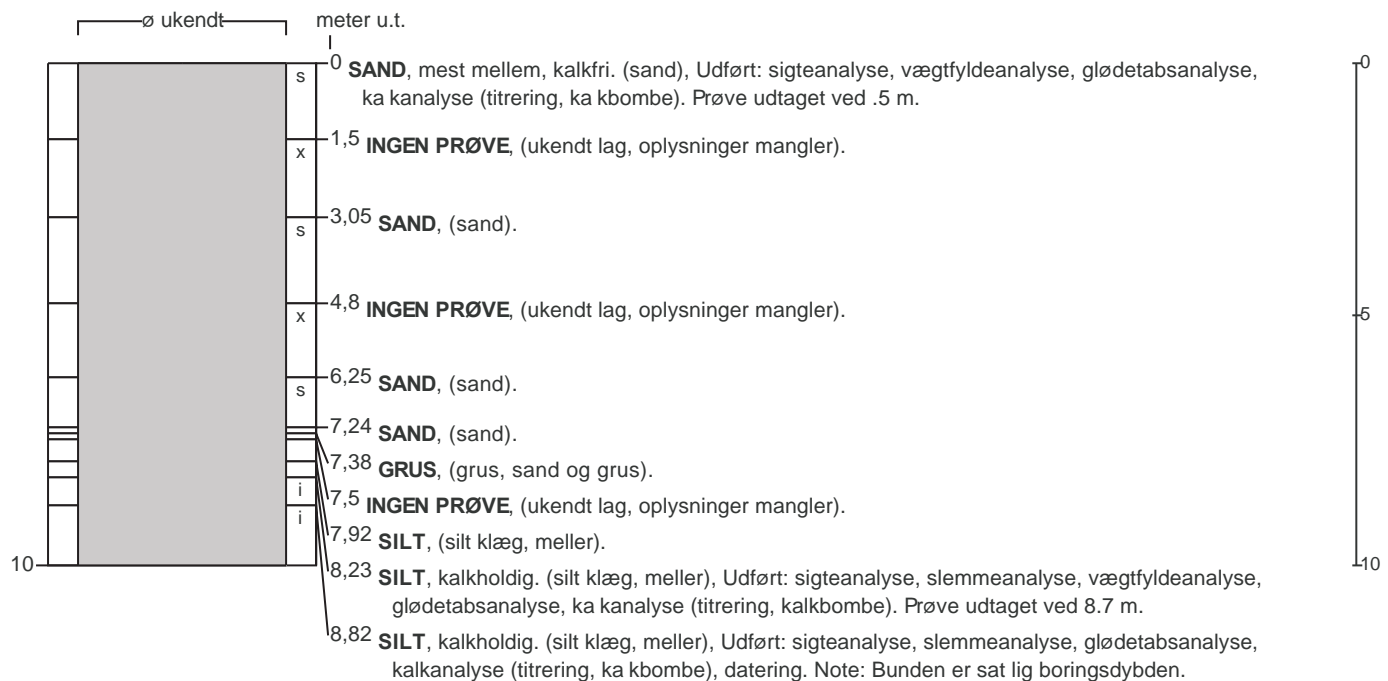 ø ukendt
meter u.t.
0 SAND, mest mellem, kalkfri. (sand), Udført: sigteanalyse, vægtfyldeanalyse, glødetabsanalyse,
ka kanalyse (titrering, ka kbombe). Prøve udtaget ved .5 m.
s
1,5 INGEN PRØVE, (ukendt lag, oplysninger mangler).
x
3,05 SAND, (sand).
s
4,8 INGEN PRØVE, (ukendt lag, oplysninger mangler).
x
6,25 SAND, (sand).
s
7,24 SAND, (sand).
7,38 GRUS, (grus, sand og grus).
i
7,5 INGEN PRØVE, (ukendt lag, oplysninger mangler).
i
7,92 SILT, (silt klæg, meller).
10
8,23 SILT, kalkholdig. (silt klæg, meller), Udført: sigteanalyse, slemmeanalyse, vægtfyldeanalyse,
glødetabsanalyse, ka kanalyse (titrering, kalkbombe). Prøve udtaget ved 8.7 m.
8,82 SILT, kalkholdig. (silt klæg, meller), Udført: sigteanalyse, slemmeanalyse, glødetabsanalyse,
kalkanalyse (titrering, ka kbombe), datering. Note: Bunden er sat lig boringsdybden.
0
5
10